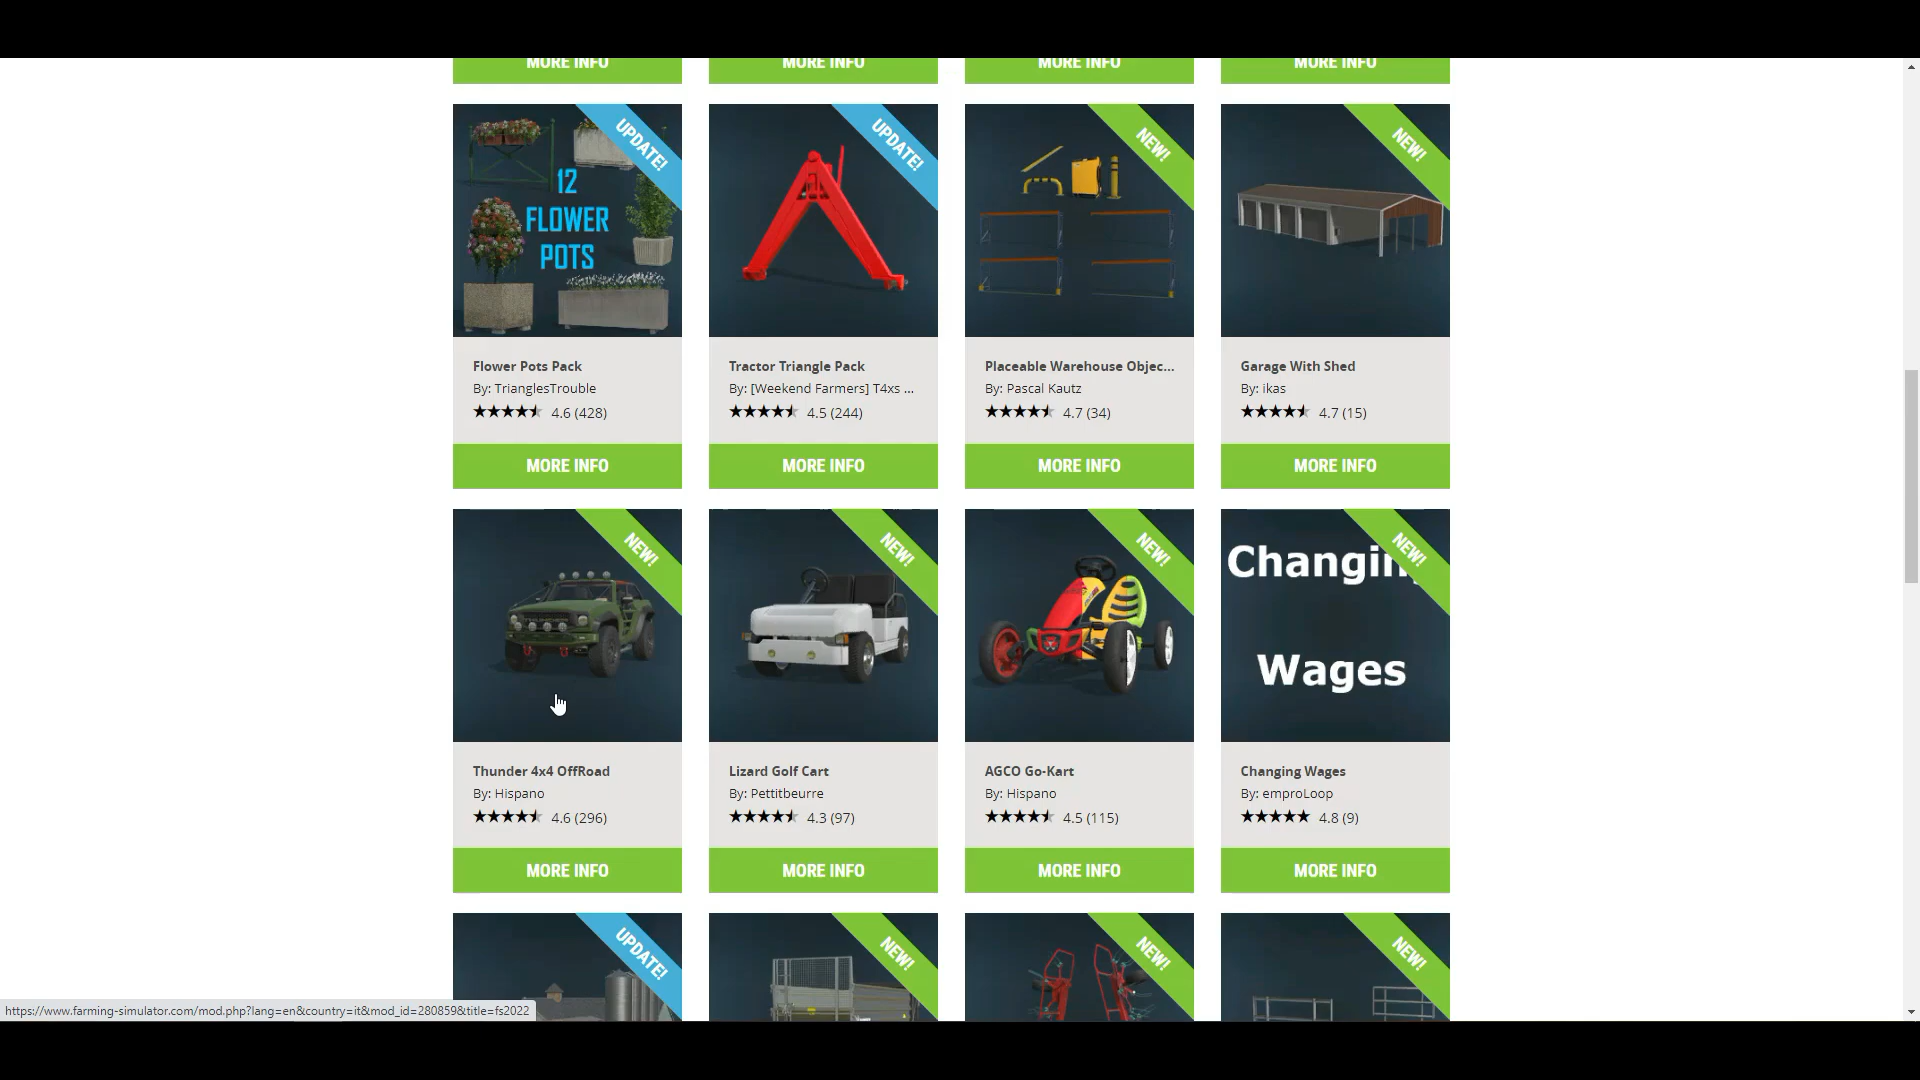 MORE INFO MORE INFO MORE INFO MORE INFO
UPDATE! UPDATE! NEW! NEW!
12
FLOWER
POTS
Flower Pots Pack
By: TrianglesTrouble
4.6 (428)
Tractor Triangle Pack
By: [Weekend Farmers] T4xs ...
4.5 (244)
Placeable Warehouse Objec...
By: Pascal Kautz
4.7 (34)
Garage With Shed
By: ikas
4.7 (15)
MORE INFO MORE INFO MORE INFO MORE INFO
NEW! NEW! NEW! NEW!
Changin
Wages
Thunder 4x4 OffRoad
By: Hispano
4.6 (296)
Lizard Golf Cart
By: Pettitbeurre
4.3 (97)
AGCO Go-Kart
By: Hispano
4.5 (115)
Changing Wages
By: emproLoop
4.8 (9)
MORE INFO MORE INFO MORE INFO MORE INFO
UPDATE! NEW! NEW! NEW!
https://www.farming-simulator.com/mod.php?lang=en&country=it&mod_id=280859&title=fs2022